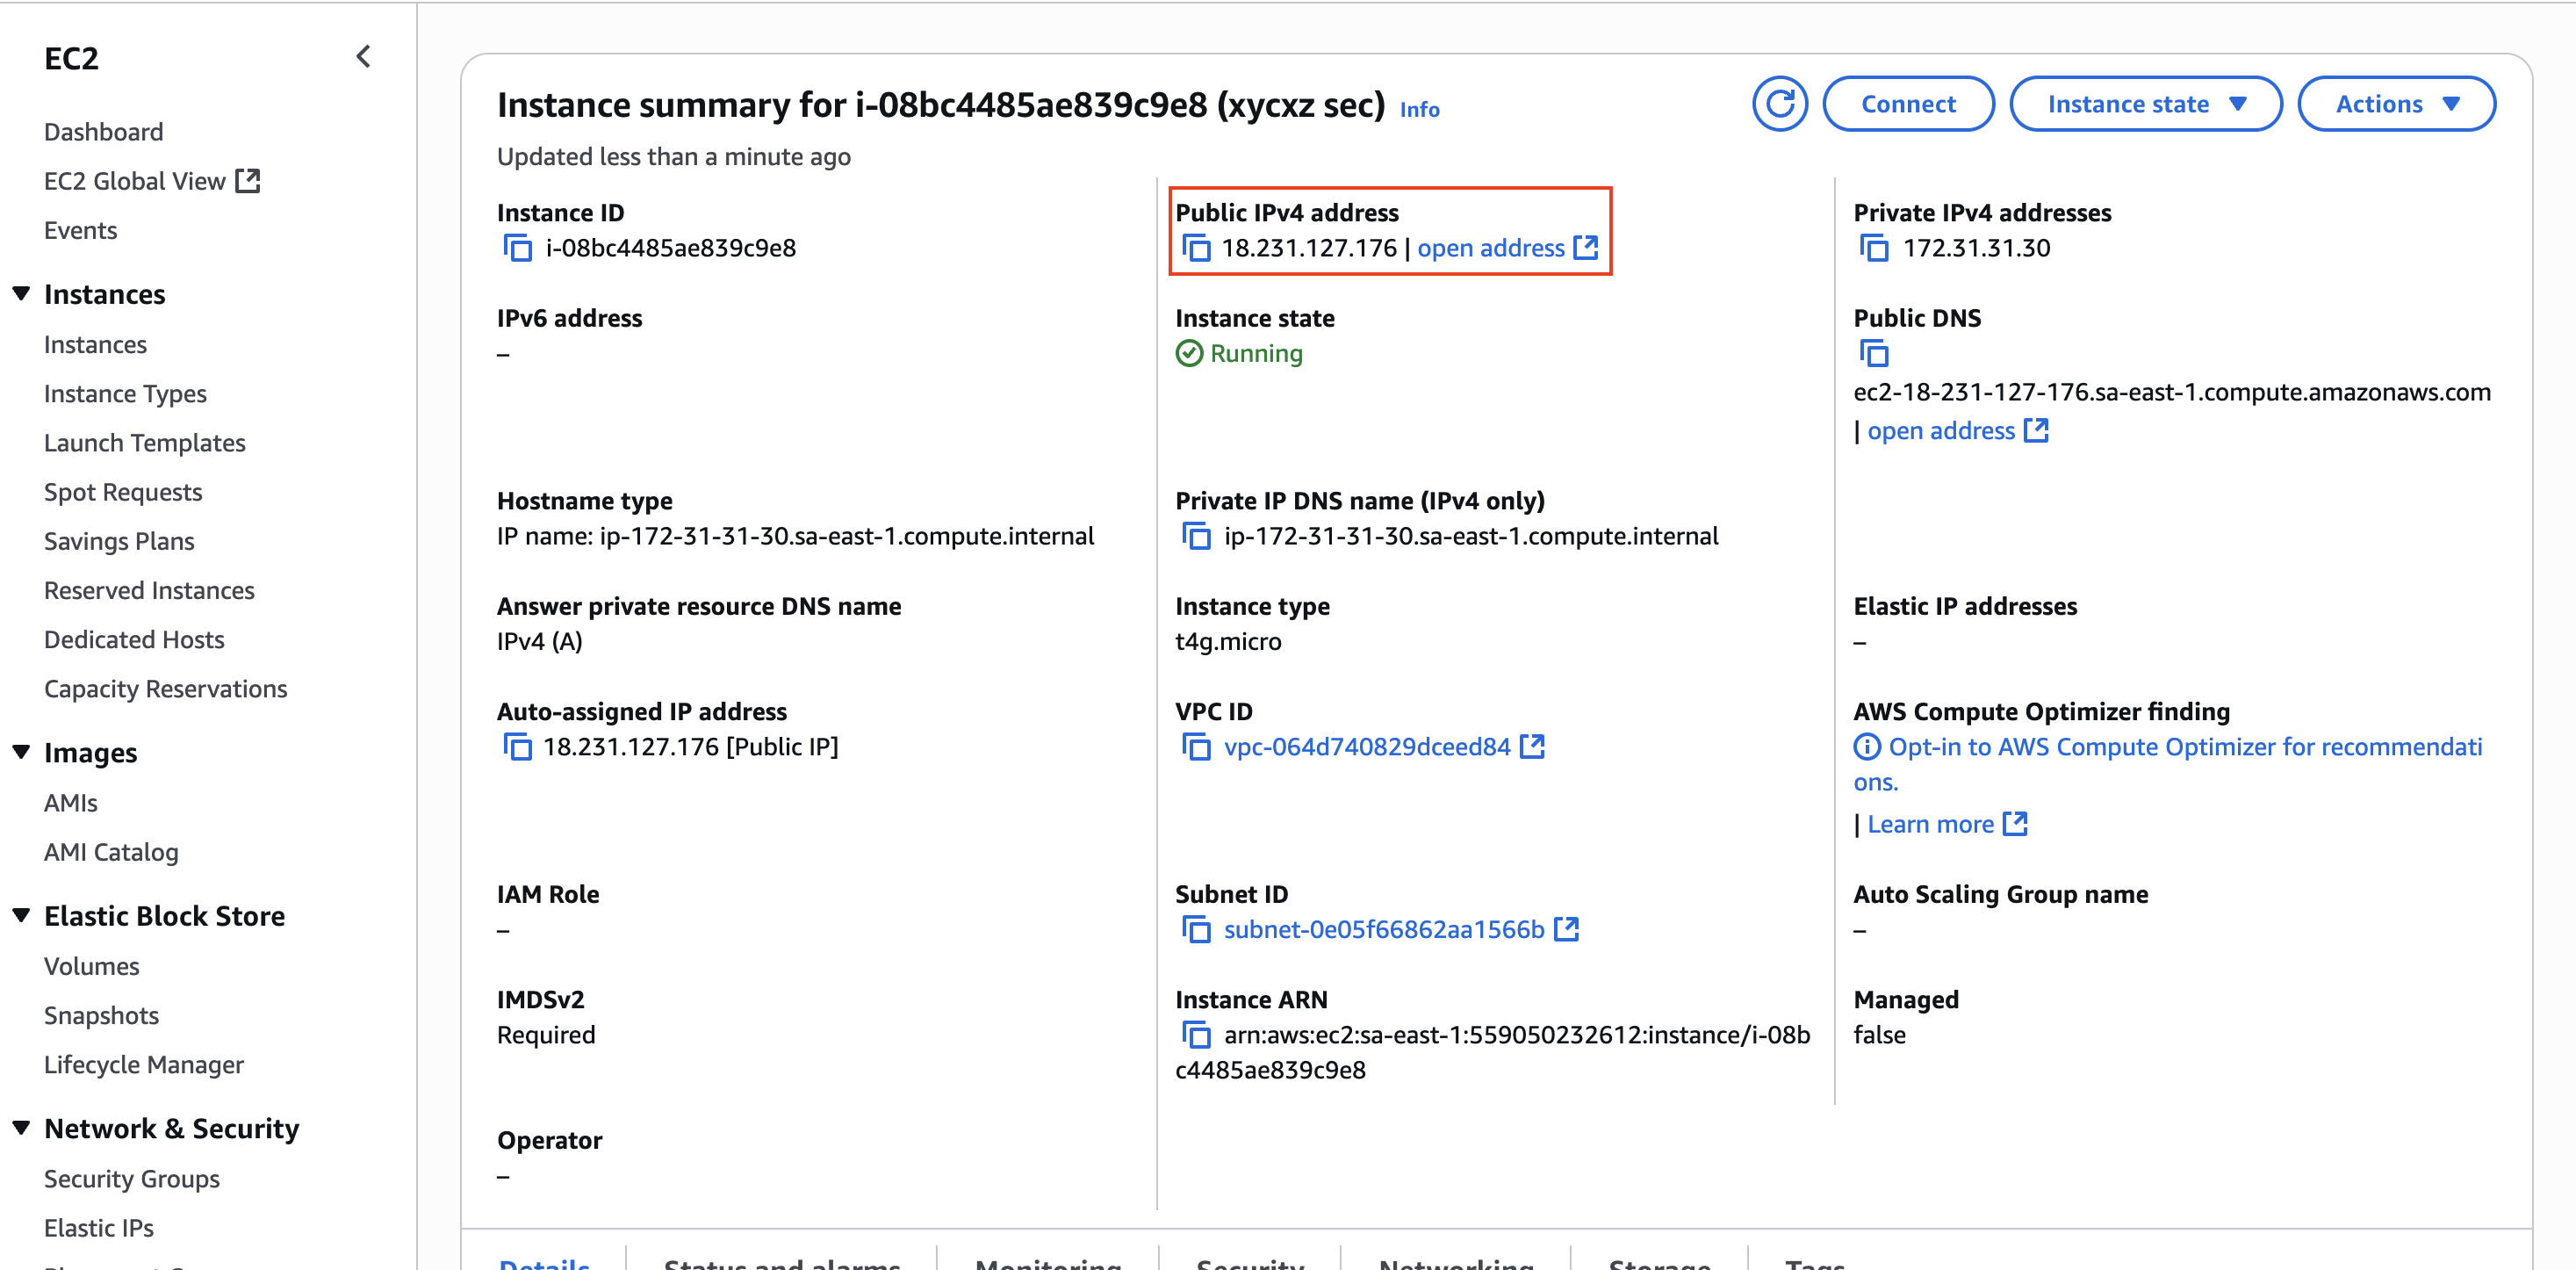 EC2
Dashboard
EC2 Global View
Events
Instances
Instances
Instance Types
Launch Templates
Spot Requests
Savings Plans
Reserved Instances
Dedicated Hosts
Capacity Reservations
Images
AMIs
AMI Catalog
Elastic Block Store
Volumes
Snapshots
Lifecycle Manager
Network & Security
Security Groups
Elastic IPs
Instance summary for i-08bc4485ae839c9e8 (xycxz sec) Info
Connect
Instance state
Actions
Updated less than a minute ago
Instance ID
i-08bc4485ae839c9e8
Public IPv4 address
18.231.127.176 | open address
Private IPv4 addresses
172.31.31.30
IPv6 address
–
Instance state
Running
Public DNS
ec2-18-231-127-176.sa-east-1.compute.amazonaws.com
| open address
Hostname type
IP name: ip-172-31-31-30.sa-east-1.compute.internal
Private IP DNS name (IPv4 only)
ip-172-31-31-30.sa-east-1.compute.internal
Answer private resource DNS name
IPv4 (A)
Instance type
t4g.micro
Elastic IP addresses
–
Auto-assigned IP address
18.231.127.176 [Public IP]
VPC ID
vpc-064d740829dceed84
AWS Compute Optimizer finding
Opt-in to AWS Compute Optimizer for recommendati
ons.
| Learn more
IAM Role
–
Subnet ID
subnet-0e05f66862aa1566b
Auto Scaling Group name
–
IMDSv2
Required
Instance ARN
arn:aws:ec2:sa-east-1:559050232612:instance/i-08b
c4485ae839c9e8
Managed
false
Operator
–
Details
Status and alarms
Monitoring
Security
Networking
Storage
Tags